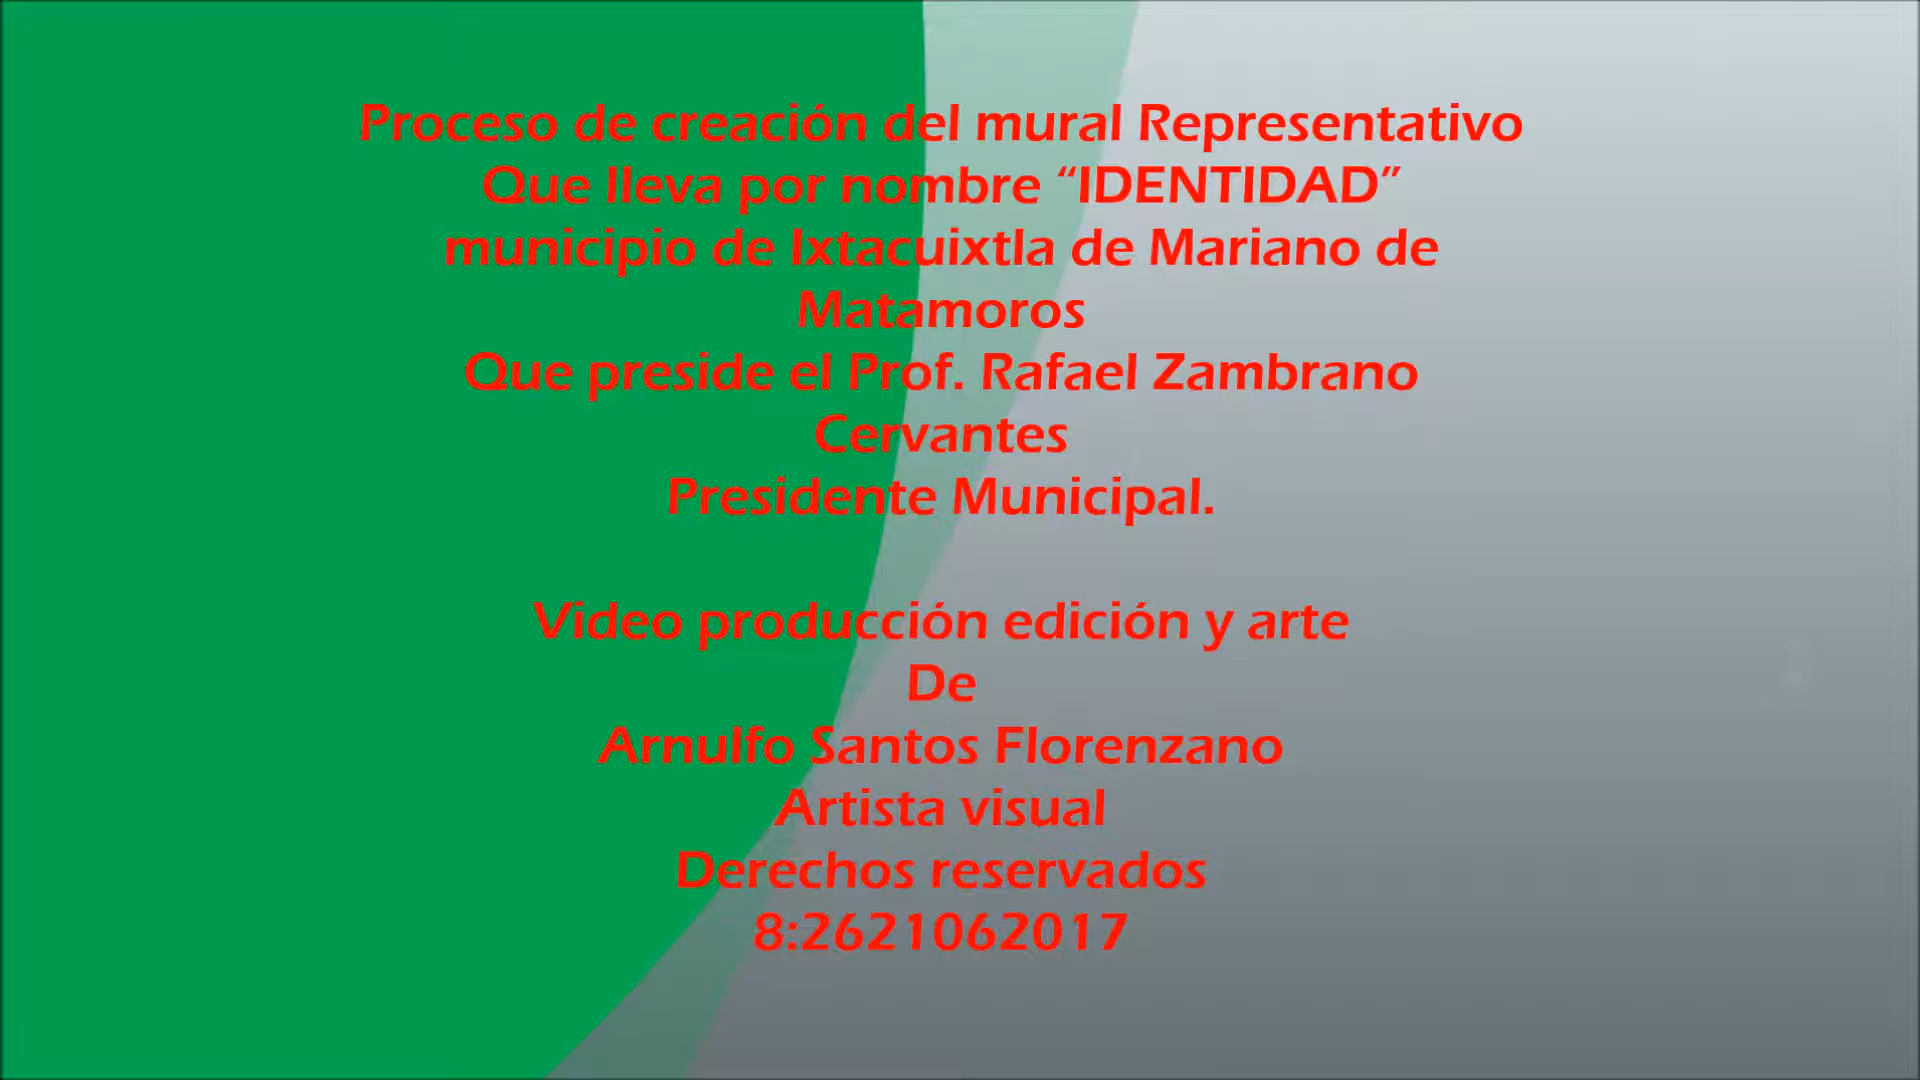 Proceso de creación del mural Representativo
Que lleva por nombre “IDENTIDAD”
municipio de Ixtacuixtla de Mariano de
Matamoros
Que preside el Prof. Rafael Zambrano
Cervantes
Presidente Municipal.
Video producción edición y arte
De
Arnulfo Santos Florenzano
Artista visual
Derechos reservados
8:2621062017